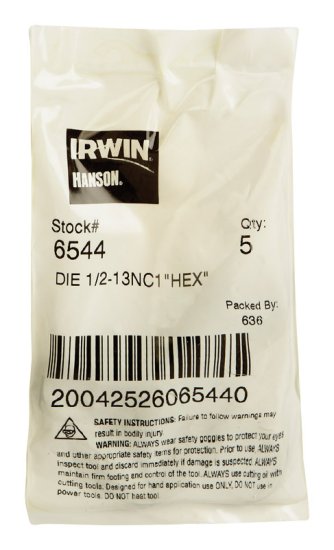 IRWIN
HANSON®
Stock# Qty:
6544 5
DIE 1/2-13NC1"HEX"
Packed By:
636
20042526065440
SAFETY INSTRUCTIONS: Failure to follow warnings may
result in bodily injury.
WARNING: ALWAYS wear safety goggles to protect your eyes
and other appropriate safety items for protection. Prior to use, ALWAYS
inspect tool and discard immediately if damage is suspected. ALWAYS
maintain firm footing and control of the tool. ALWAYS use cutting oil with
cutting tools. Designed for hand application use ONLY, DO NOT use in
power tools. DO NOT heat tool